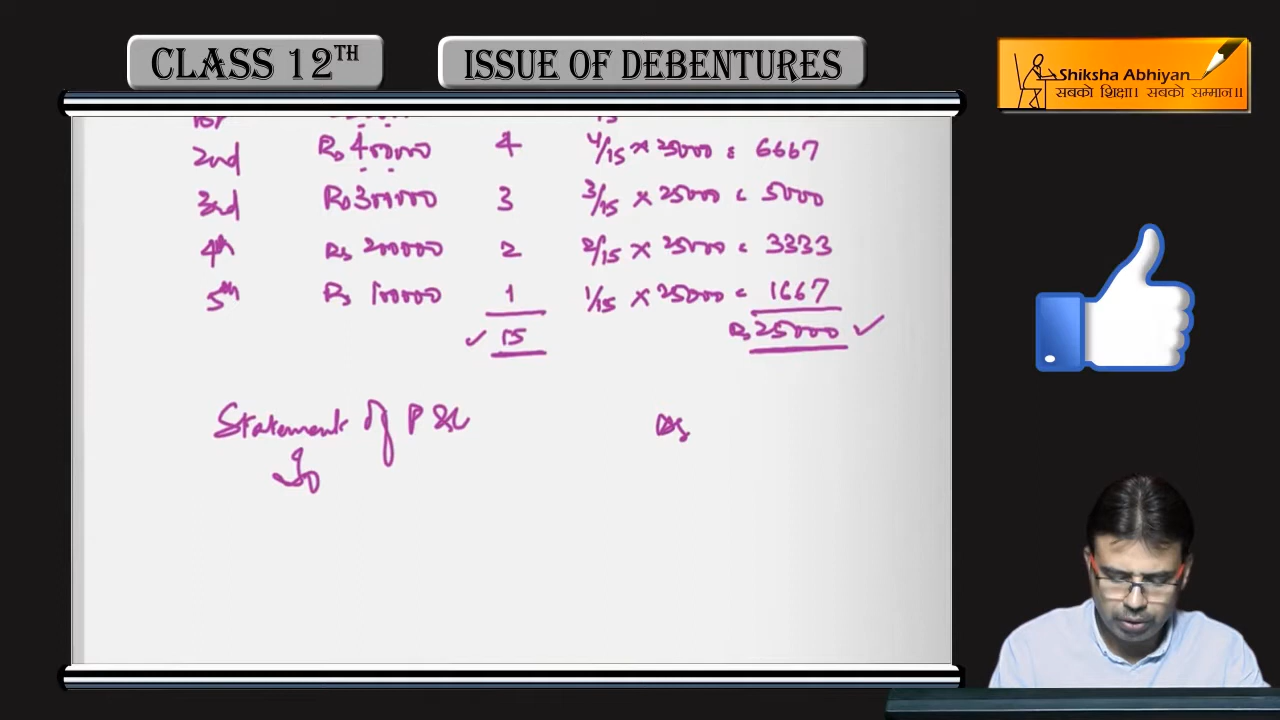 CLASS 12TH
ISSUE OF DEBENTURES
Shiksha Abhiyan
सबको शिक्षा। सबको सम्मान॥
2nd Rs 400000 4 4/15 × 25000 = 6667
3rd Rs 300000 3 3/15 × 25000 = 5000
4th Rs 200000 2 2/15 × 25000 = 3333
5th Rs 100000 1 1/15 × 25000 = 1667
15 Rs 25000
Statement of P &L
To